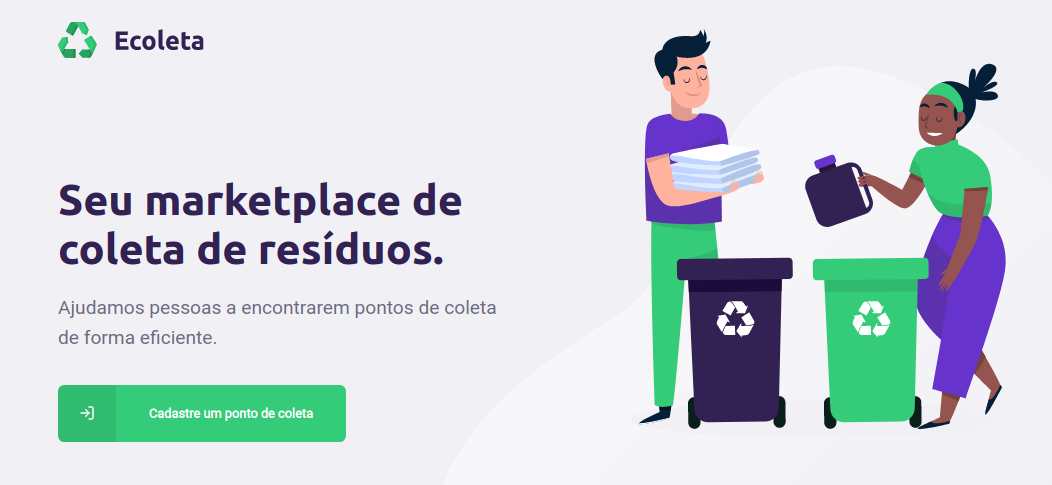 Ecoleta
Seu marketplace de
coleta de resíduos.
Ajudamos pessoas a encontrarem pontos de coleta
de forma eficiente.
Cadastre um ponto de coleta